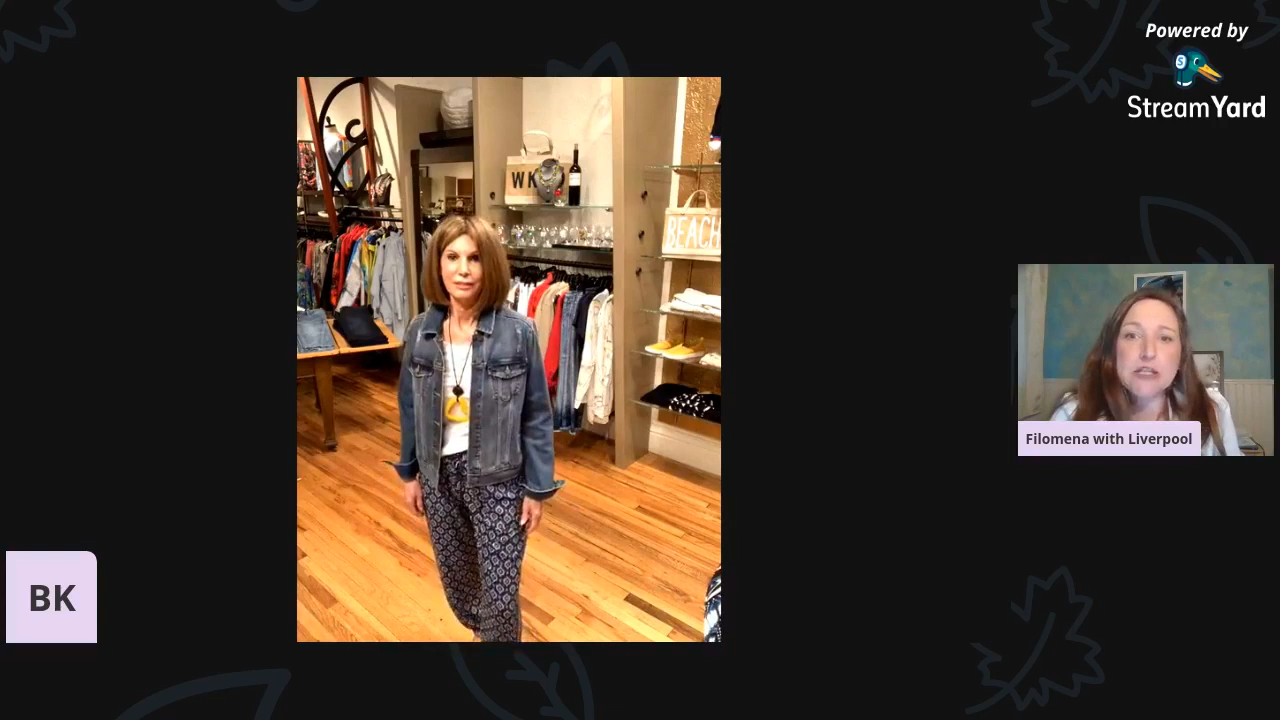 Powered by
S
StreamYard
WK
BEACH
Filomena with Liverpool
BK